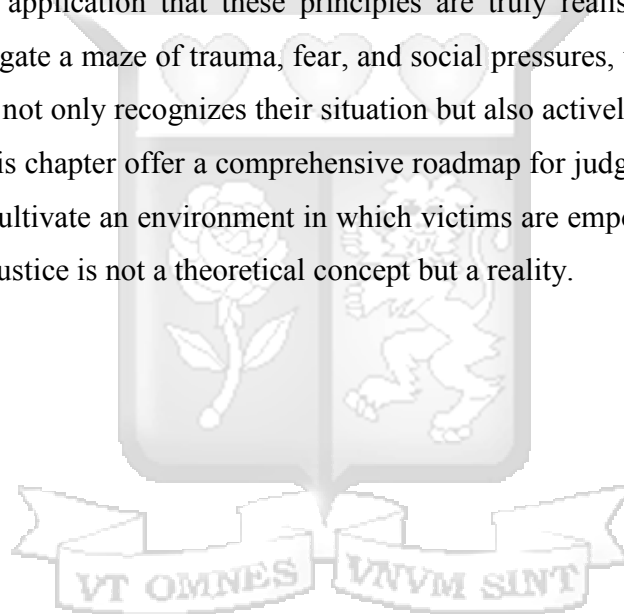 application that these principles are truly realis
gate a maze of trauma, fear, and social pressures,
not only recognizes their situation but also activel
is chapter offer a comprehensive roadmap for judg
ultivate an environment in which victims are empo
ustice is not a theoretical concept but a reality.
VT OMNES VNVM SINT